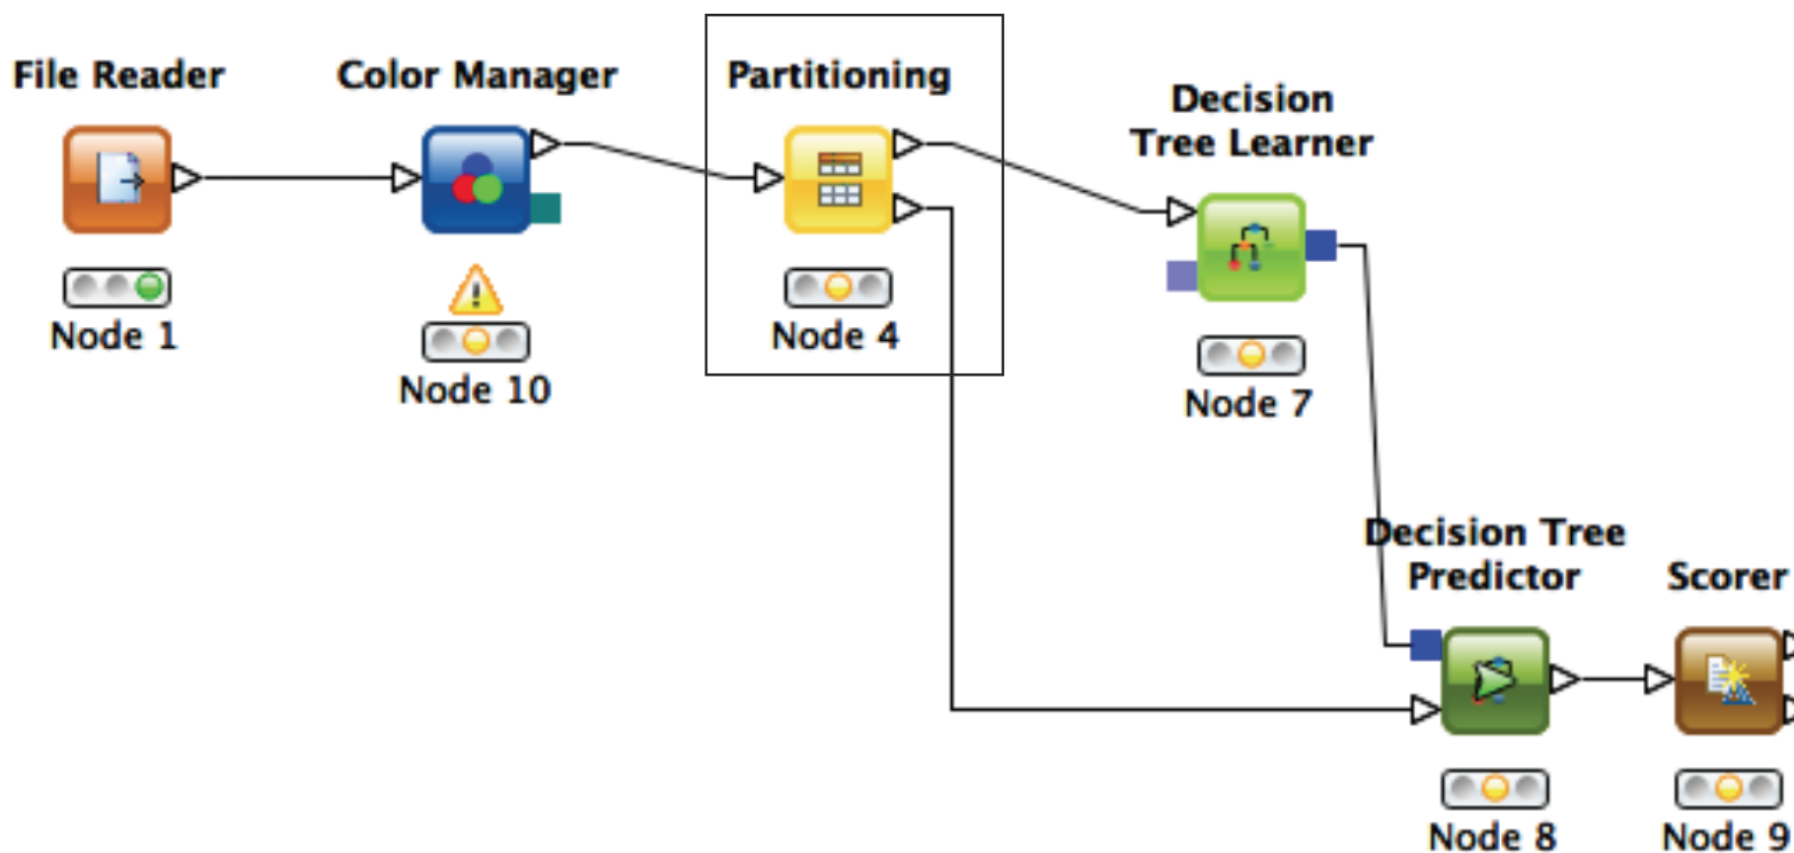 File Reader
Node 1
Color Manager
!
Node 10
Partitioning
Node 4
Decision
Tree Learner
Node 7
Decision Tree
Predictor
Node 8
Scorer
Node 9